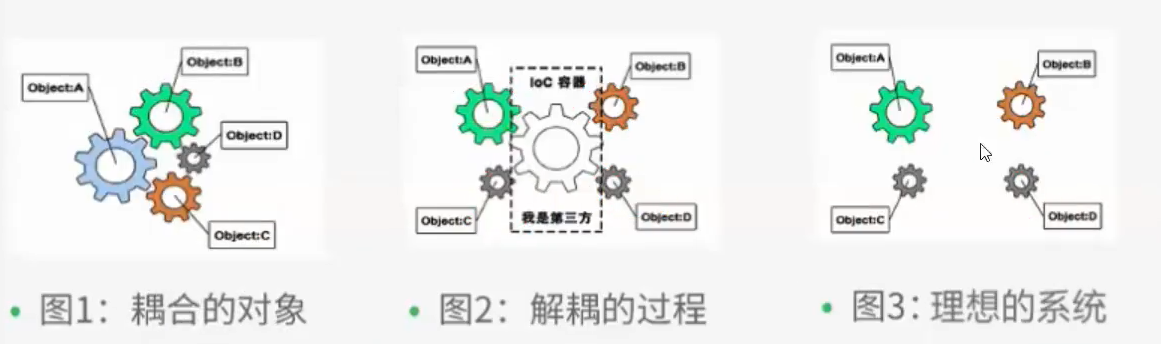 Object:A
Object:B
Object:D
Object:C
图1：耦合的对象
Object:A
IoC 容器
Object:B
Object:C
我是第三方
Object:D
图2：解耦的过程
Object:A
Object:B
Object:C
Object:D
图3：理想的系统